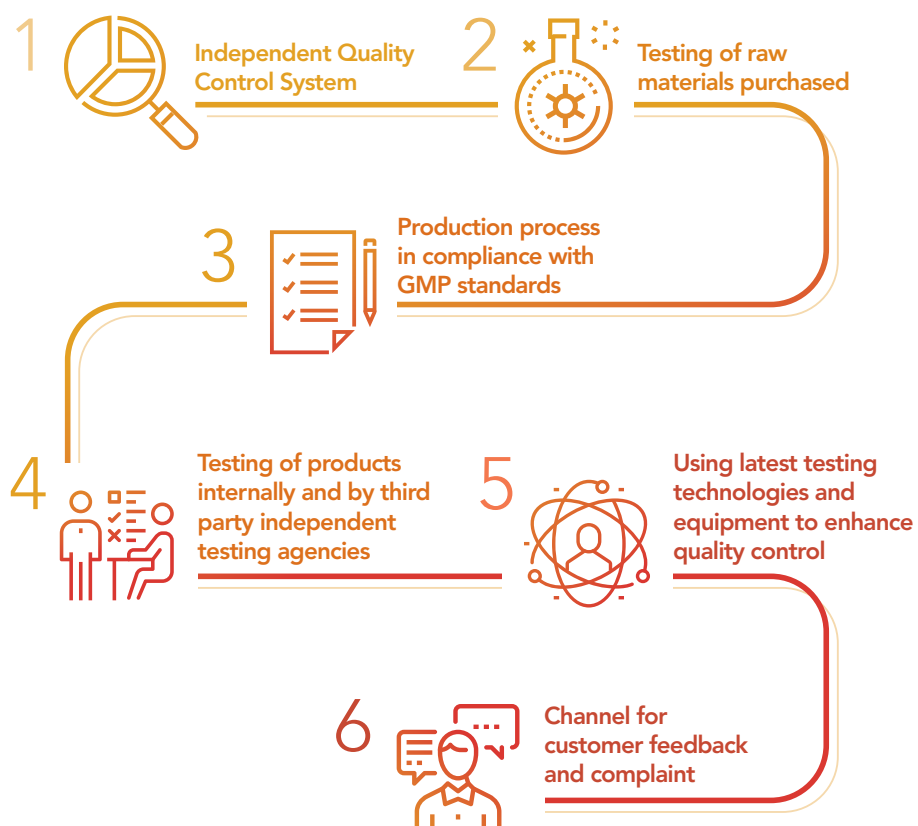 1
Independent Quality
Control System
2
Testing of raw
materials purchased
3
Production process
in compliance with
GMP standards
4
Testing of products
internally and by third
party independent
testing agencies
5
Using latest testing
technologies and
equipment to enhance
quality control
6
Channel for
customer feedback
and complaint